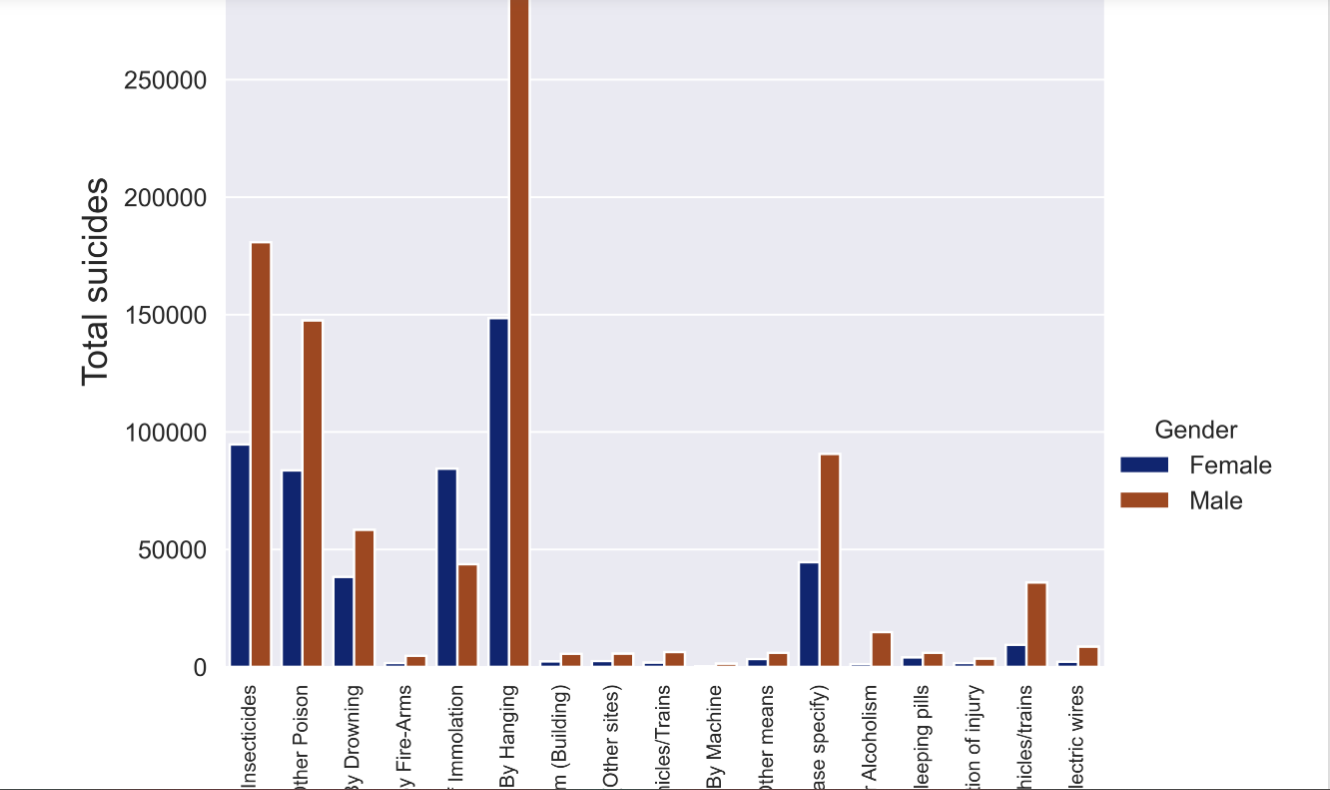 250000
200000
150000
100000
50000
0
Total suicides
Gender
Female
Male
Insecticides
Other Poison
By Drowning
y Fire-Arms
Immolation
By Hanging
m (Building)
Other sites)
hicles/Trains
By Machine
Other means
ase specify)
r Alcoholism
leeping pills
tion of injury
hicles/trains
lectric wires